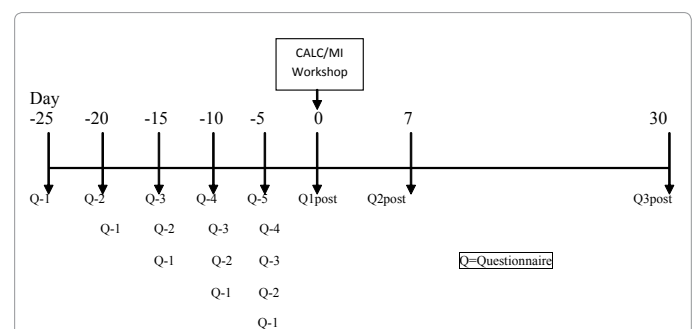 CALC/MI
Workshop
Day
-25 -20 -15 -10 -5 0 7 30
Q-1 Q-2 Q-3 Q-4 Q-5 Q1post Q2post Q3post
Q-1 Q-2 Q-3 Q-4
Q-1 Q-2 Q-3 Q=Questionnaire
Q-1 Q-2
Q-1